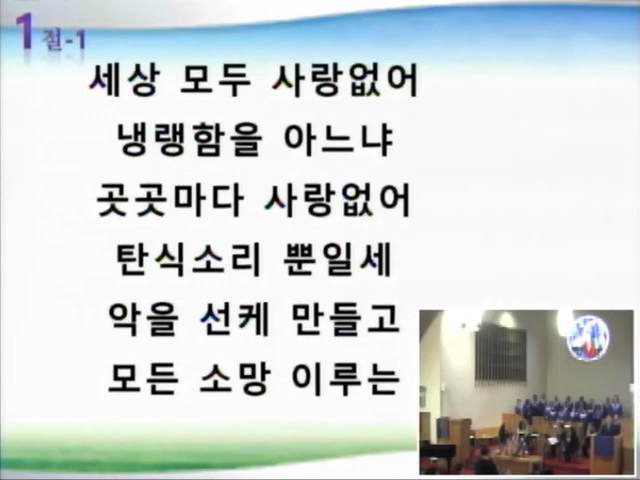 1절-1
세상 모두 사랑없어
냉랭함을 아느냐
곳곳마다 사랑없어
탄식소리 뿐일세
악을 선케 만들고
모든 소망 이루는